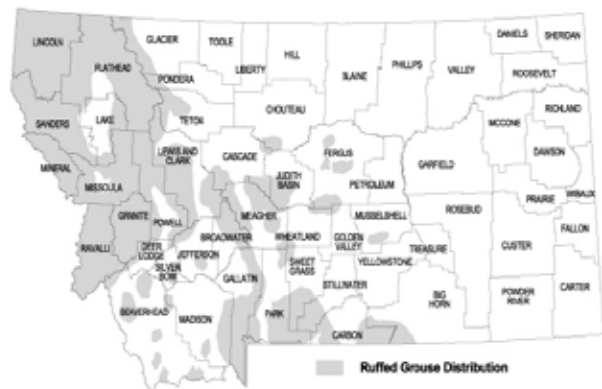 DANIELS
SHERIDAN
LINCOLN
GLACIER
TOOLE
HILL
FLATHEAD
LIBERTY
BLAINE
PHILLIPS
VALLEY
ROOSEVELT
PONDERA
CHOUTEAU
RICHLAND
SANDERS
LAKE
TETON
MCCONE
LEWIS AND
CLARK
CASCADE
FERGUS
DAWSON
MINERAL
JUDITH
BASIN
GARFIELD
MISSOULA
PETROLEUM
PRAIRIE
WIBAUX
GRANITE
POWELL
MEAGHER
MUSSELSHELL
ROSEBUD
RAVALLI
BROADWATER
WHEATLAND
GOLDEN
VALLEY
FALLON
DEER
LODGE
JEFFERSON
TREASURE
CUSTER
SILVER
BOW
SWEET
GRASS
YELLOWSTONE
GALLATIN
STILLWATER
BIG
HORN
POWDER
RIVER
CARTER
BEAVERHEAD
MADISON
PARK
CARBON
Ruffed Grouse Distribution